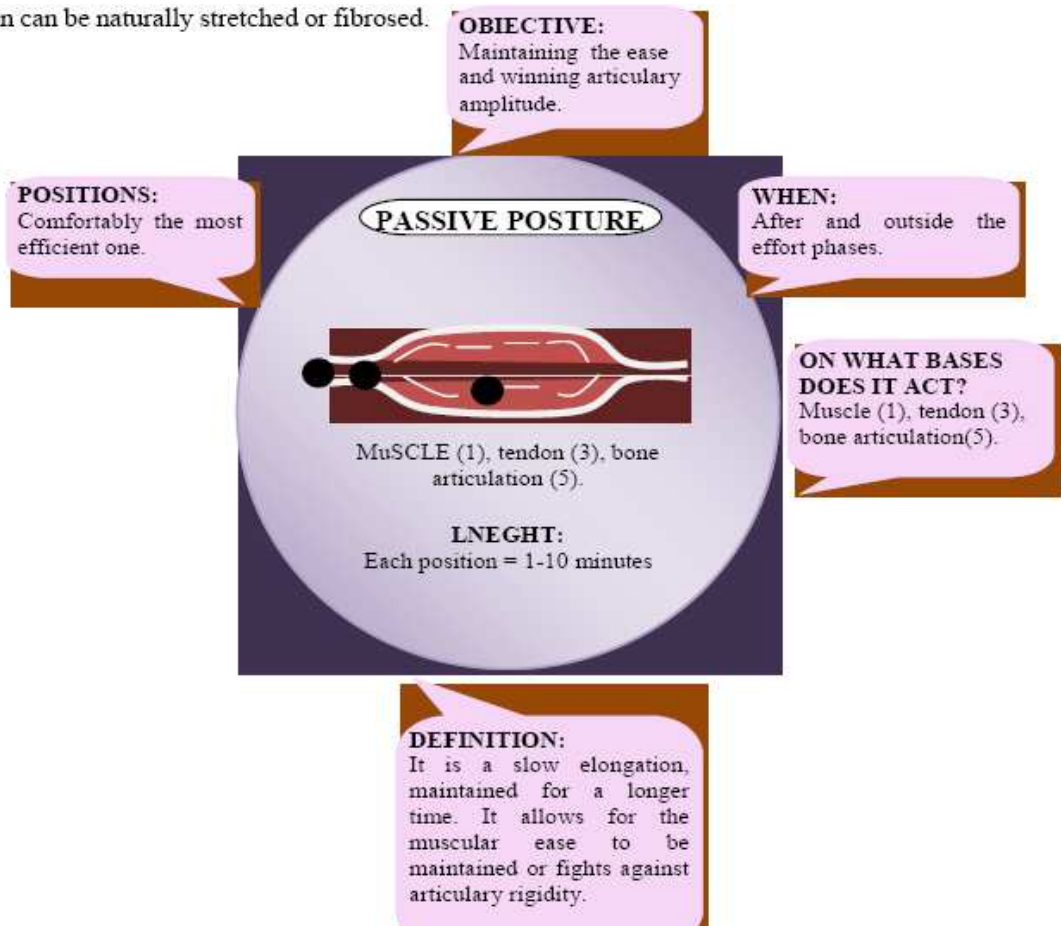 n can be naturally stretched or fibrosed.
OBIECTIVE:
Maintaining the ease
and winning articulary
amplitude.
POSITIONS:
Comfortably the most
efficient one.
PASSIVE POSTURE
WHEN:
After and outside the
effort phases.
ON WHAT BASES
DOES IT ACT?
Muscle (1), tendon (3),
bone articulation(5).
MuSCLE (1), tendon (3), bone
articulation (5).
LNEGHT:
Each position = 1-10 minutes
DEFINITION:
It is a slow elongation,
maintained for a longer
time. It allows for the
muscular ease to be
maintained or fights against
articulary rigidity.